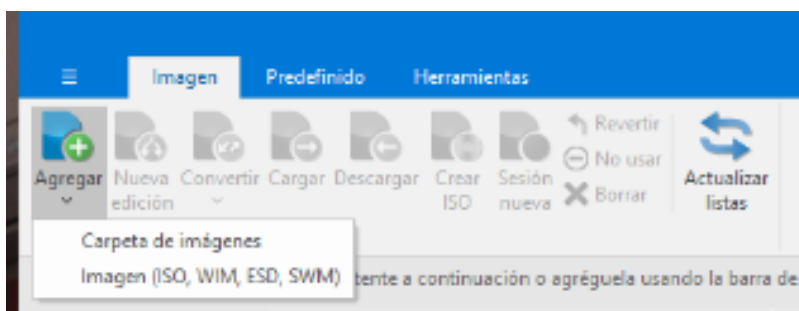 Imagen Predefinido Herramientas
Agregar
Nueva edición
Convertir
Cargar
Descargar
Crear ISO
Sesión nueva
Revertir
No usar
Borrar
Actualizar listas
Carpeta de imágenes
Imagen (ISO, WIM, ESD, SWM)
tente a continuación o agréguela usando la barra de